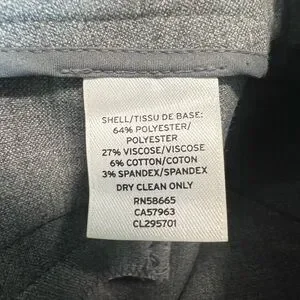 SHELL/TISSU DE BASE:
64% POLYESTER/
POLYESTER
27% VISCOSE/VISCOSE
6% COTTON/COTON
3% SPANDEX/SPANDEX
DRY CLEAN ONLY
RN58665
CA57963
CL295701